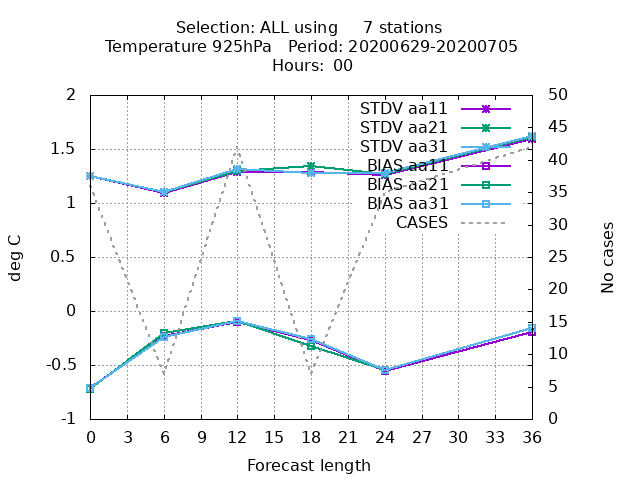 Selection: ALL using 7 stations
Temperature 925hPa Period: 20200629-20200705
Hours: 00
2
1.5
1
0.5
0
-0.5
-1
deg C
50
45
40
35
30
25
20
15
10
5
0
No cases
STDV aa11
STDV aa21
STDV aa31
BIAS aa11
BIAS aa21
BIAS aa31
CASES
0 3 6 9 12 15 18 21 24 27 30 33 36
Forecast length